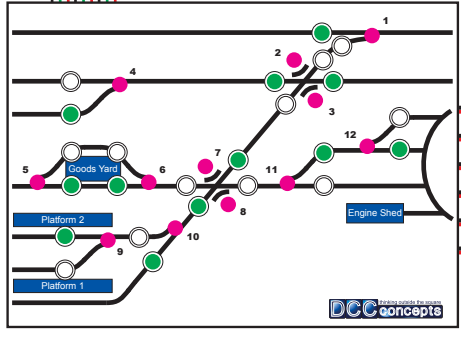 1
2
3
4
5
6
7
8
9
10
11
12
Goods Yard
Platform 2
Platform 1
Engine Shed
thinking outside the square
DCC concepts